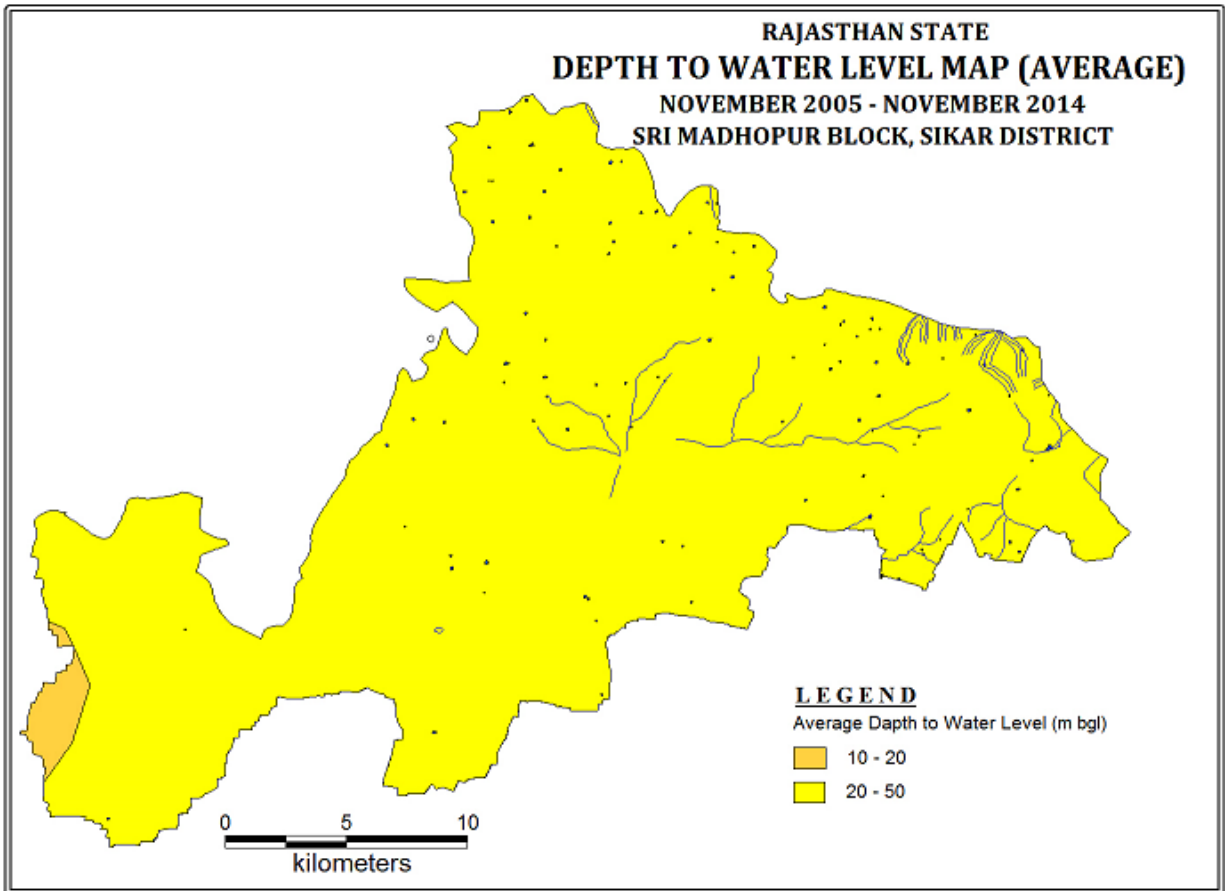 RAJASTHAN STATE
DEPTH TO WATER LEVEL MAP (AVERAGE)
NOVEMBER 2005 - NOVEMBER 2014
SRI MADHOPUR BLOCK, SIKAR DISTRICT
LEGEND
Average Dapth to Water Level (m bgl)
10 - 20
20 - 50
0 5 10
kilometers